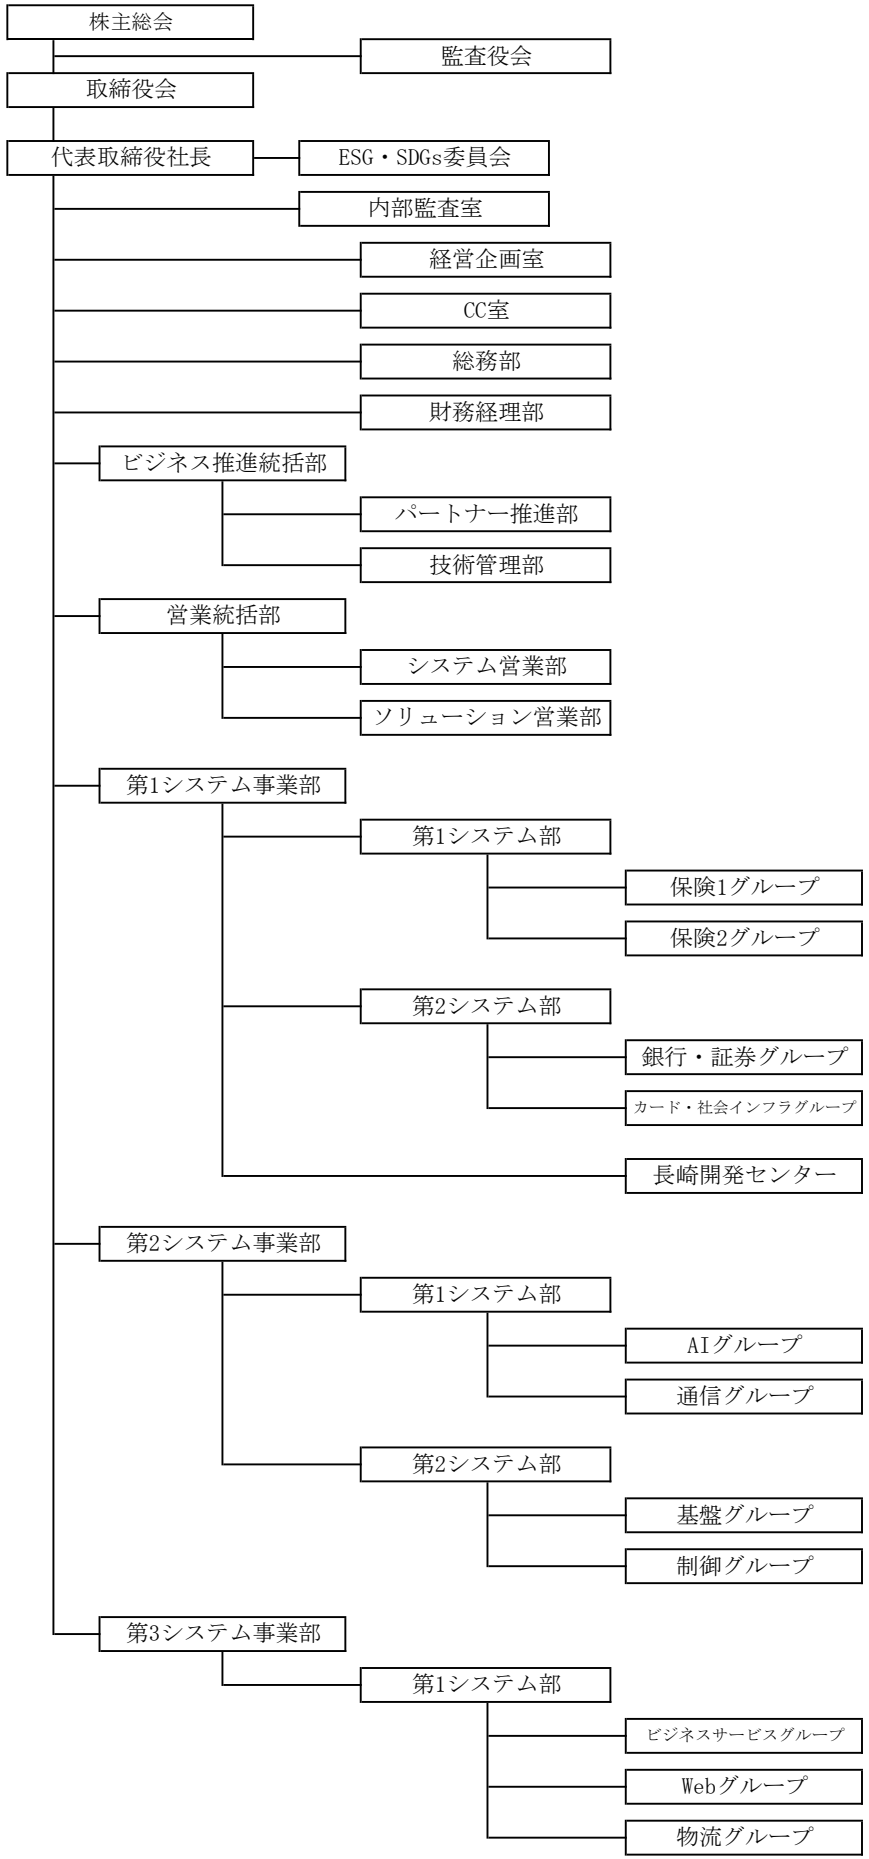 株主総会
監査役会
取締役会
代表取締役社長
ESG・SDGs委員会
内部監査室
経営企画室
CC室
総務部
財務経理部
ビジネス推進統括部
パートナー推進部
技術管理部
営業統括部
システム営業部
ソリューション営業部
第1システム事業部
第1システム部
保険1グループ
保険2グループ
第2システム部
銀行・証券グループ
カード・社会インフラグループ
長崎開発センター
第2システム事業部
第1システム部
AIグループ
通信グループ
第2システム部
基盤グループ
制御グループ
第3システム事業部
第1システム部
ビジネスサービスグループ
Webグループ
物流グループ